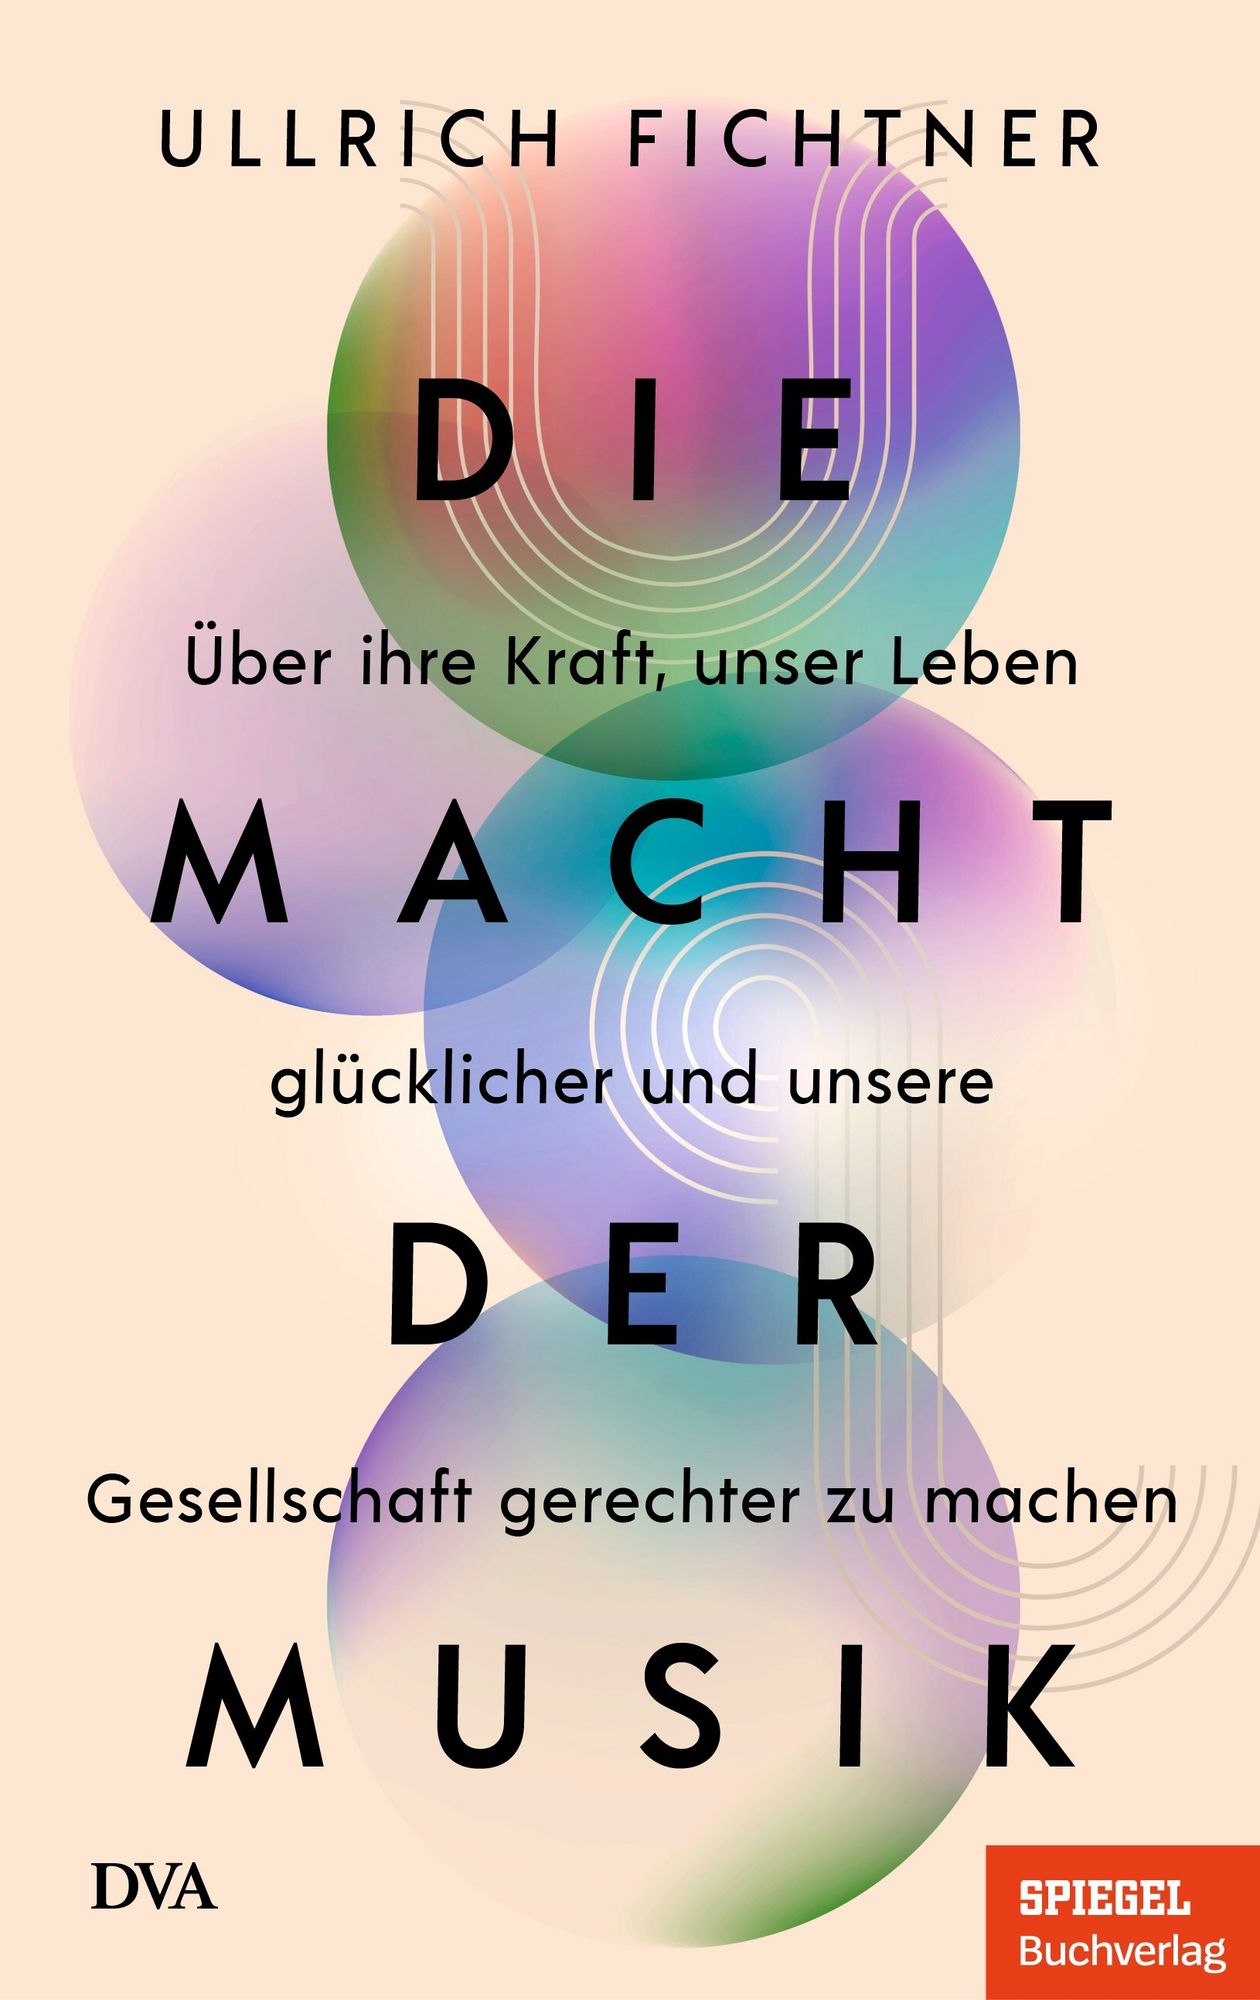 ULLRICH FICHTNER
DIE
Über ihre Kraft, unser Leben
MACHT
glücklicher und unsere
DER
Gesellschaft gerechter zu machen
MUSIK
DVA
SPIEGEL
Buchverlag